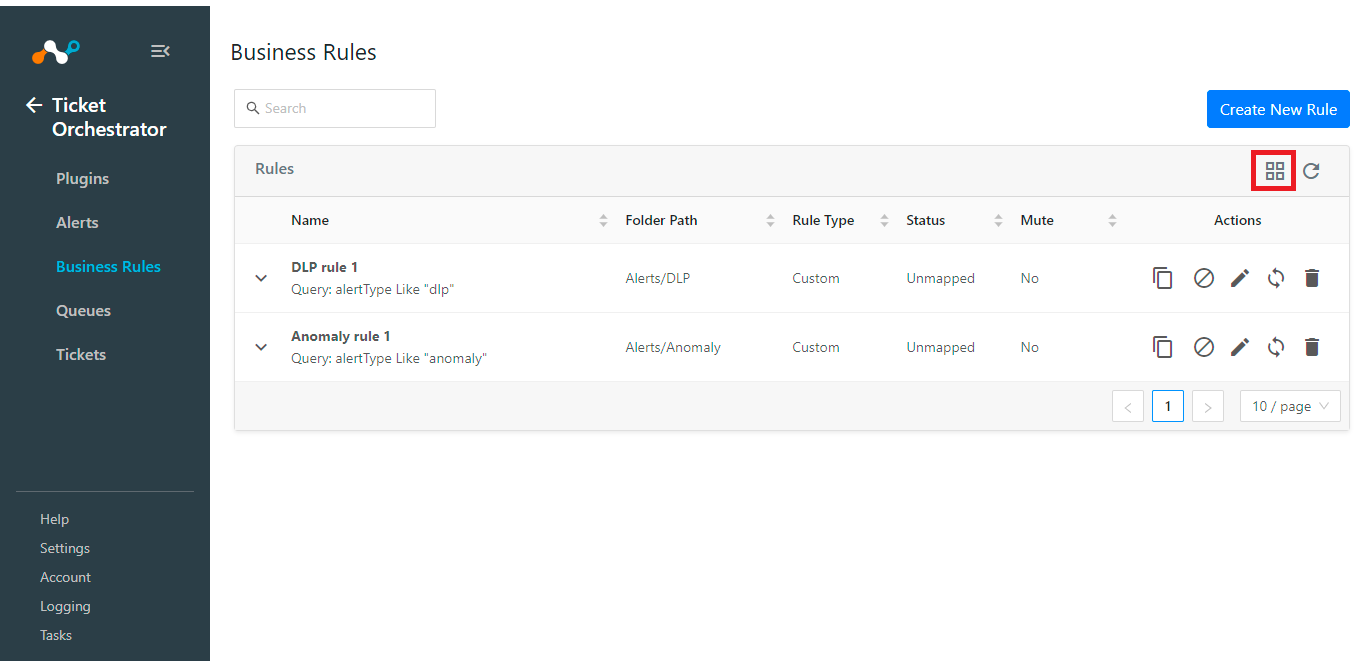 Ticket
Orchestrator
Plugins
Alerts
Business Rules
Queues
Tickets
Help
Settings
Account
Logging
Tasks
Business Rules
Search
Create New Rule
Rules
Name Folder Path Rule Type Status Mute Actions
DLP rule 1
Query: alertType Like "dlp"
Alerts/DLP Custom Unmapped No
Anomaly rule 1
Query: alertType Like "anomaly"
Alerts/Anomaly Custom Unmapped No
< 1 > 10 / page